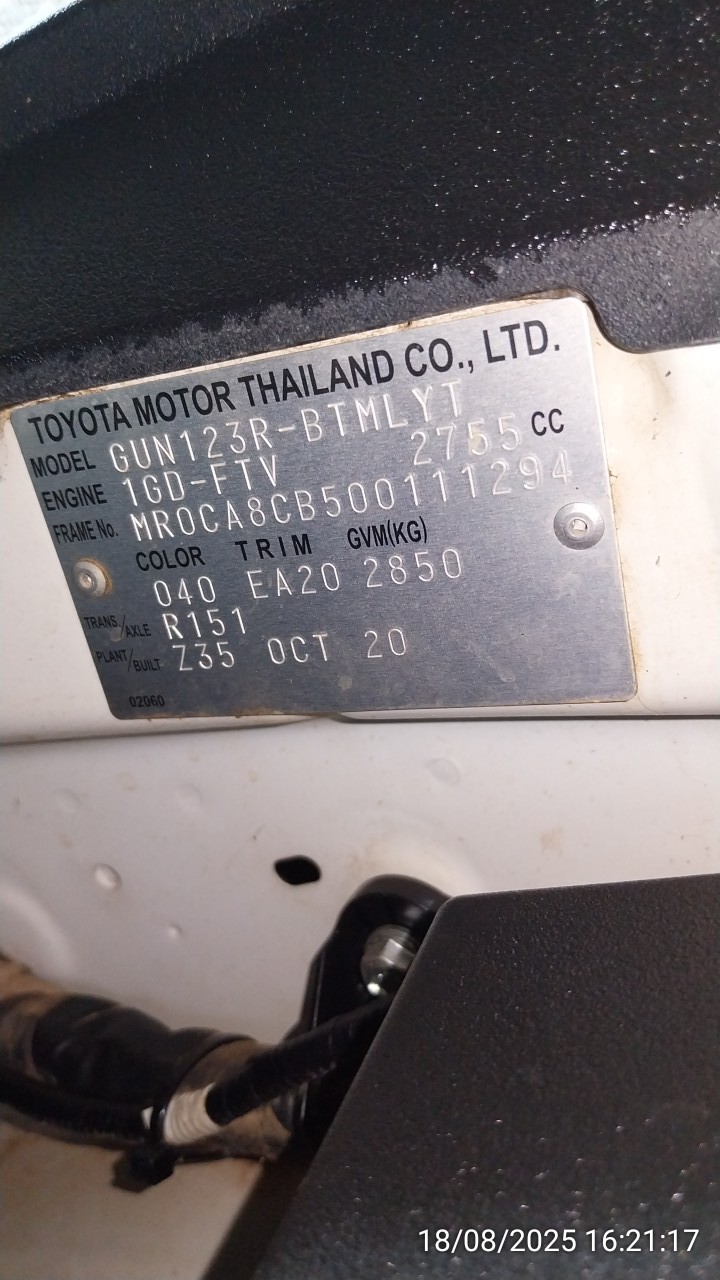 TOYOTA MOTOR THAILAND CO., LTD.
MODEL GUN123R-BTMLYT
ENGINE 1GD-FTV 2755 CC
FRAME No. MR0CA8CB500111294
COLOR TRIM GVM(KG)
040 EA20 2850
TRANS./AXLE R151
PLANT/BUILT Z35 OCT 20
02060
18/08/2025 16:21:17